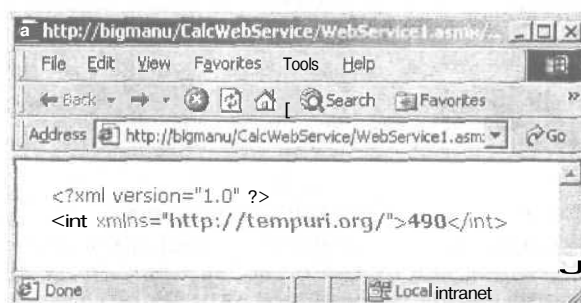 http://bigmanu/CalcWebService/WebService1.asmx/...
File Edit View Favorites Tools Help
Back Search Favorites »
Address http://bigmanu/CalcWebService/WebService1.asm: Go
<?xml version="1.0" ?>
<int xmlns="http://tempuri.org/">490</int>
Done Local intranet